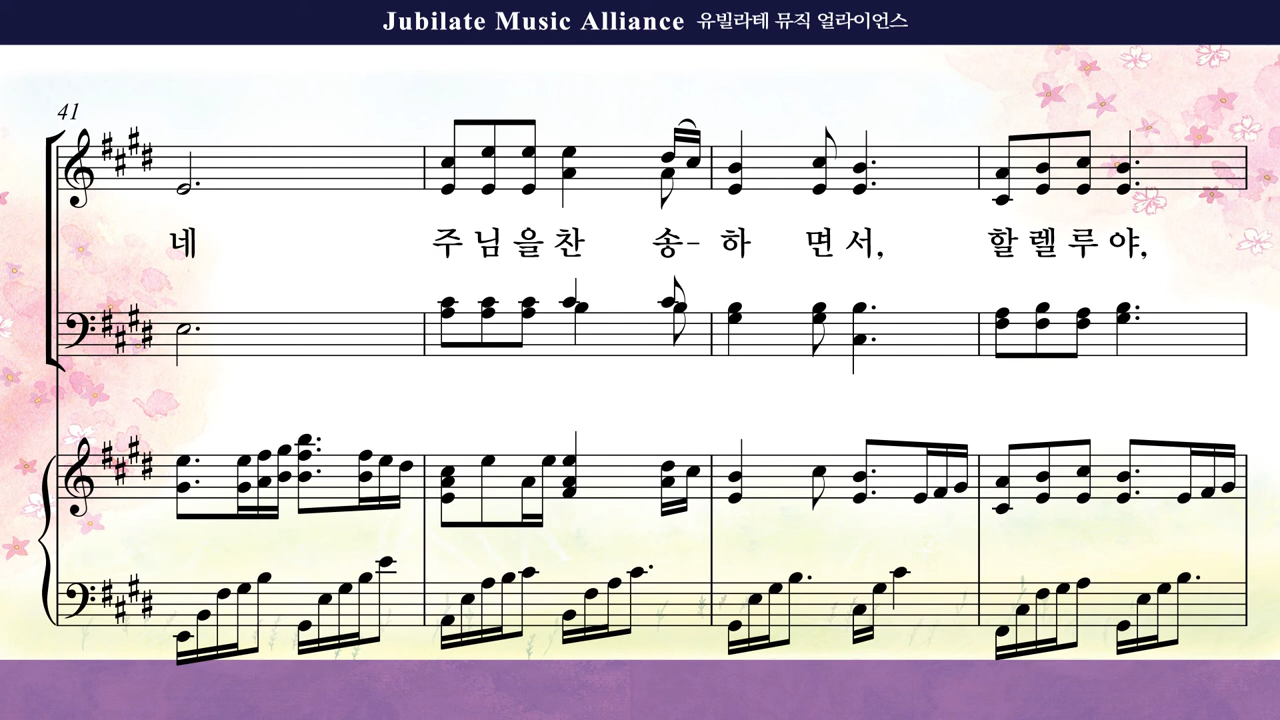 Jubilate Music Alliance 유빌라테 뮤직 얼라이언스
41
네 주 님 을 찬 송- 하 면 서, 할 렐 루 야,